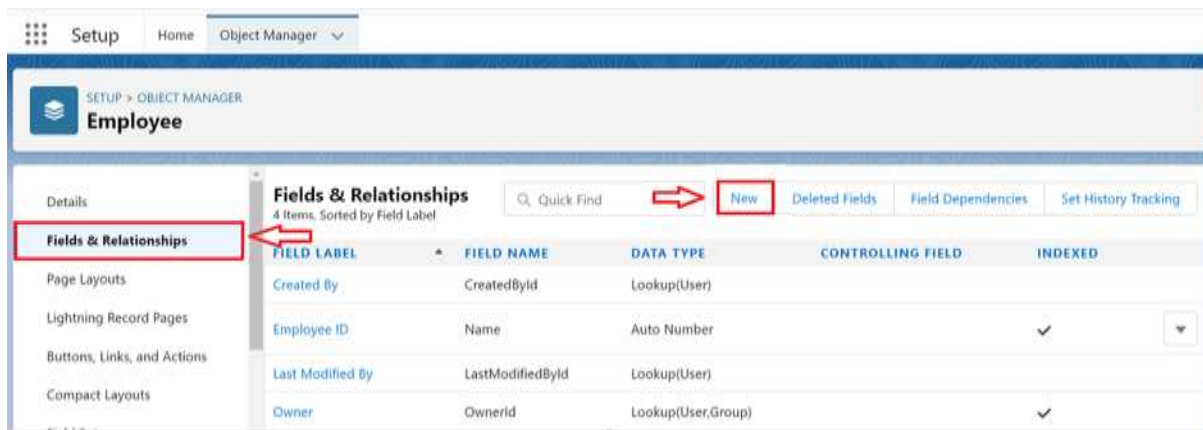 Setup Home Object Manager
SETUP > OBJECT MANAGER
Employee
Details
Fields & Relationships
Page Layouts
Lightning Record Pages
Buttons, Links, and Actions
Compact Layouts
Fields & Relationships
4 Items, Sorted by Field Label
Quick Find New Deleted Fields Field Dependencies Set History Tracking
FIELD LABEL FIELD NAME DATA TYPE CONTROLLING FIELD INDEXED
Created By CreatedById Lookup(User)
Employee ID Name Auto Number
Last Modified By LastModifiedById Lookup(User)
Owner OwnerId Lookup(User,Group)